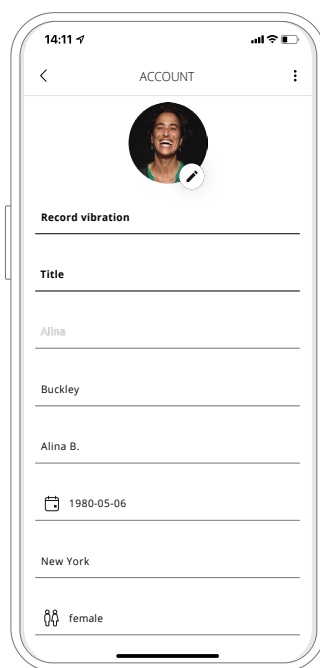 14:11
ACCOUNT
Record vibration
Title
Alina
Buckley
Alina B.
1980-05-06
New York
female